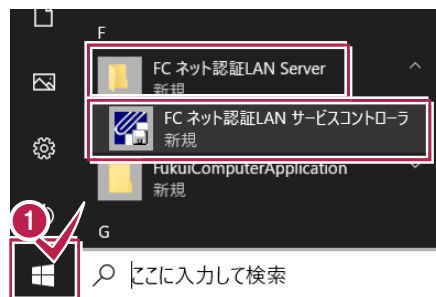 F
FC ネット認証LAN Server
新規
FC ネット認証LAN サービスコントローラ
新規
FukuiComputerApplication
新規
1
G
ここに入力して検索